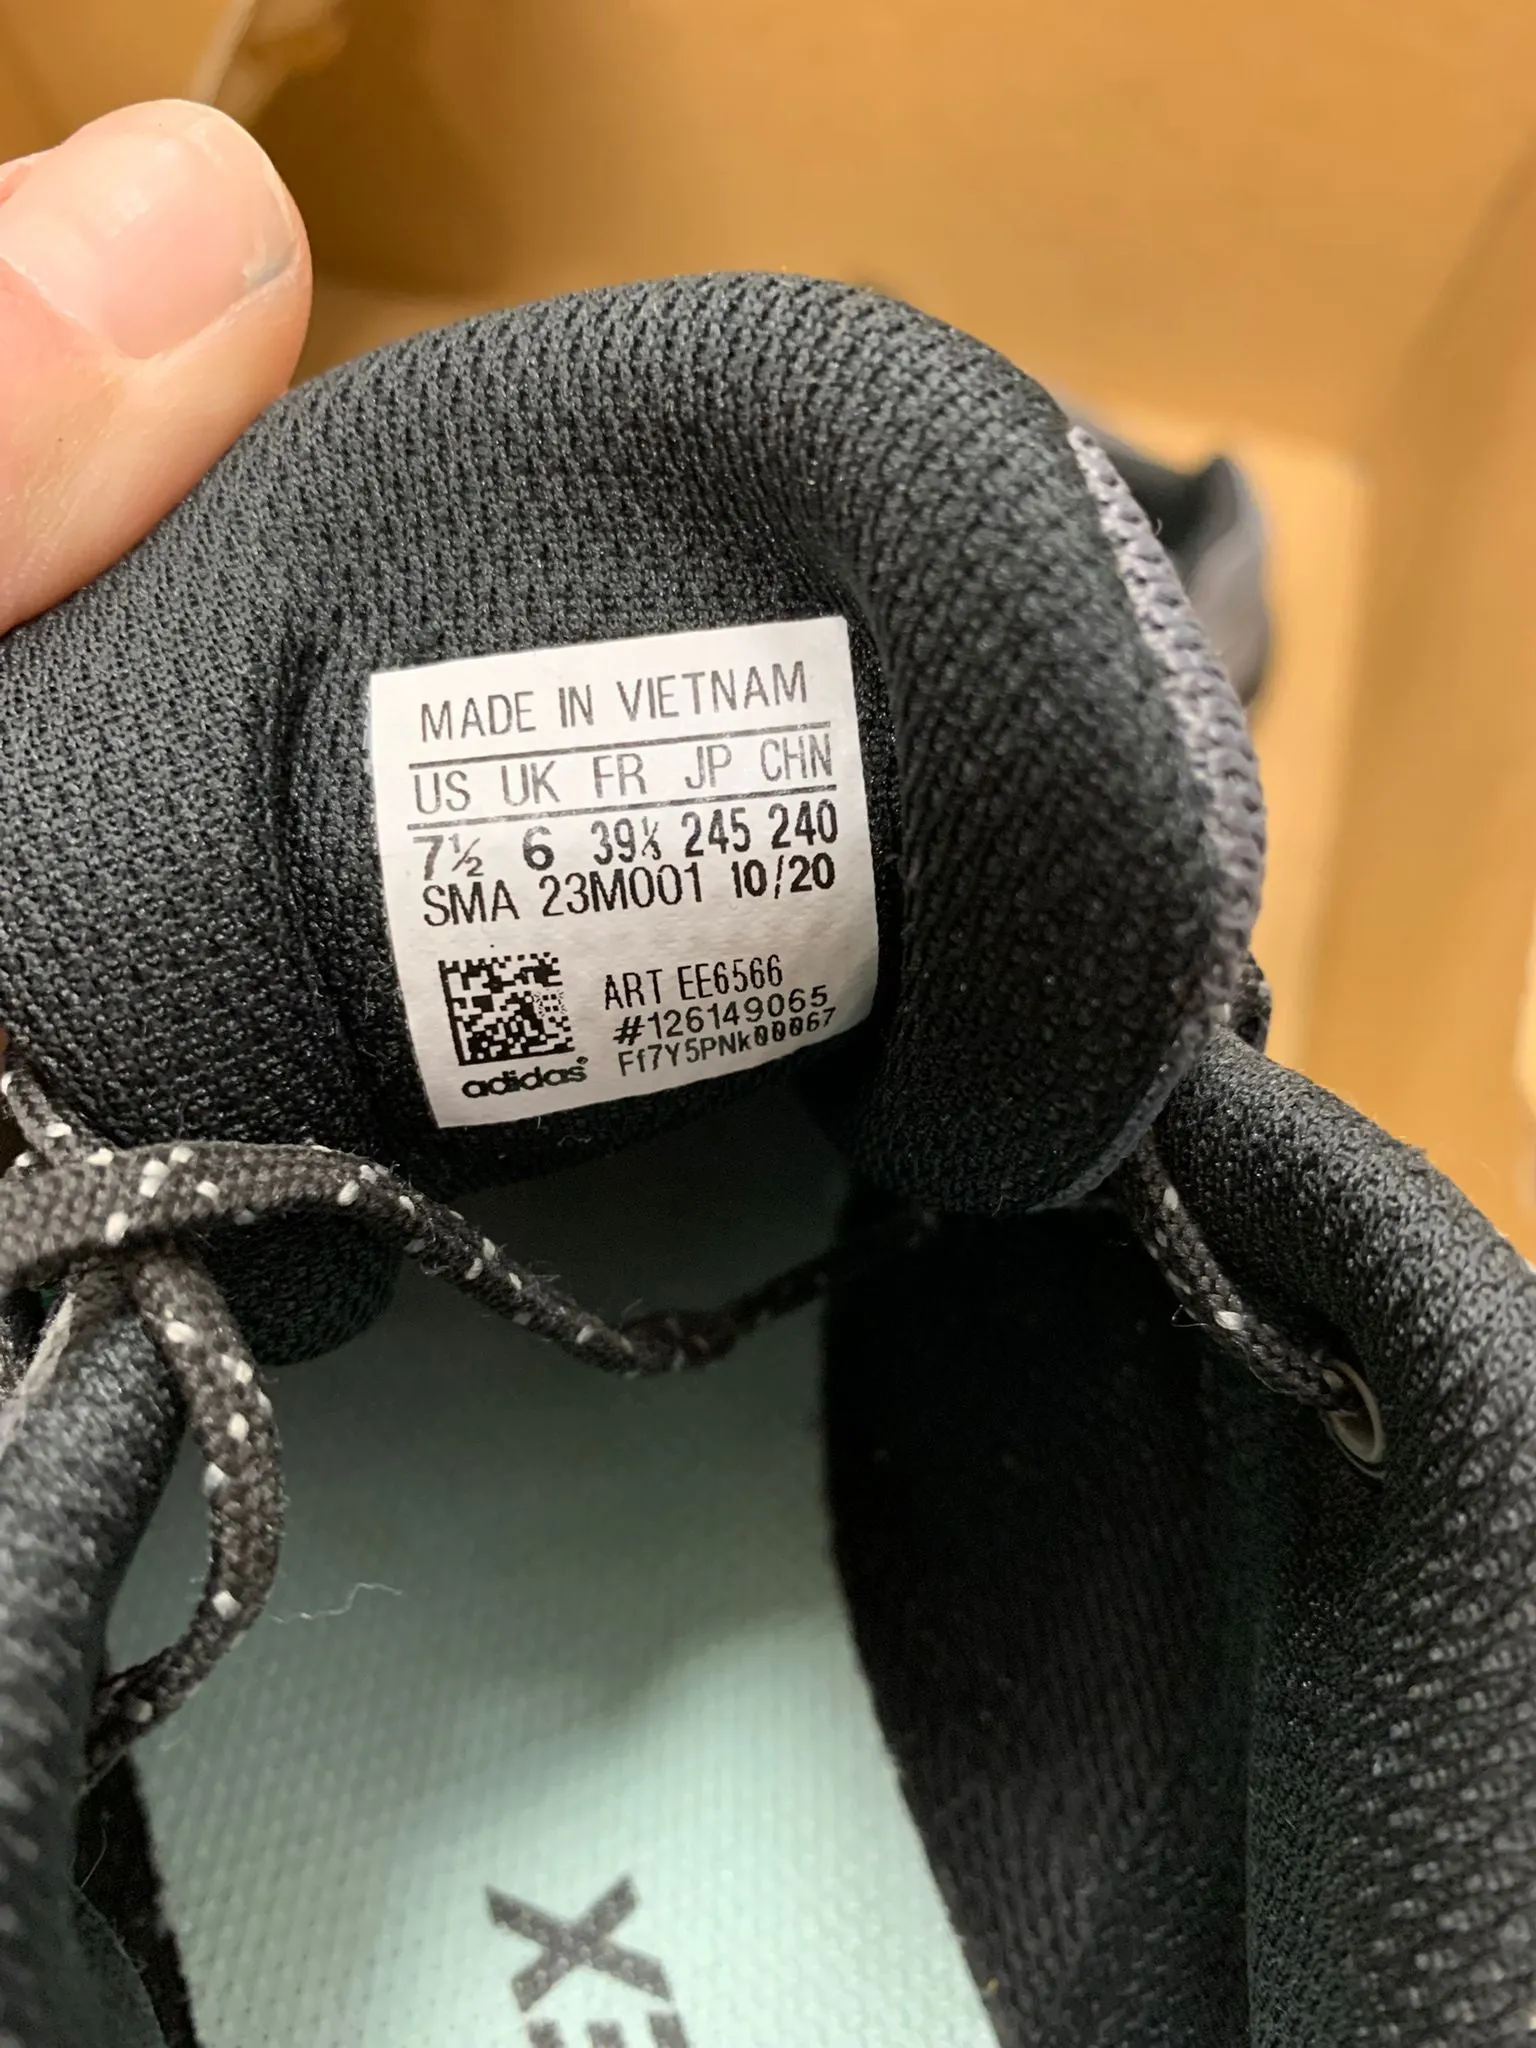 MADE IN VIETNAM
US UK FR JP CHN
7½ 6 39⅓ 245 240
SMA 23M001 10/20
ART EE6566
#126149065
Ff7Y5PNk00067
adidas®
EX